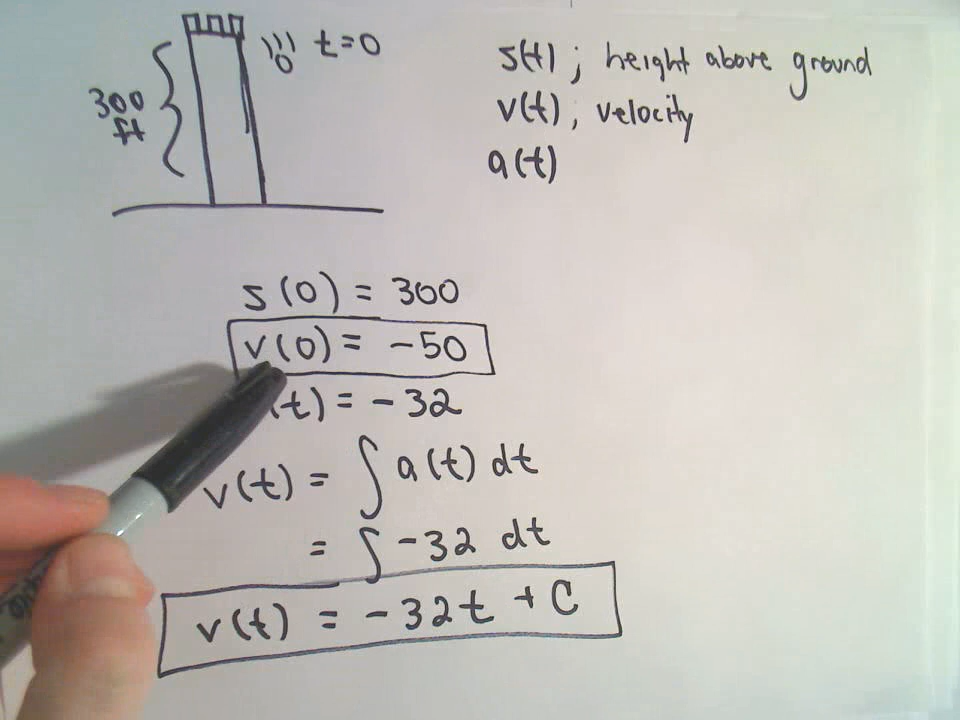 300
ft
t=0
s(t) ; height above ground
v(t) ; velocity
a(t)
s(0) = 300
v(0) = -50
(t) = -32
v(t) = ∫ a(t) dt
= ∫ -32 dt
v(t) = -32t + C